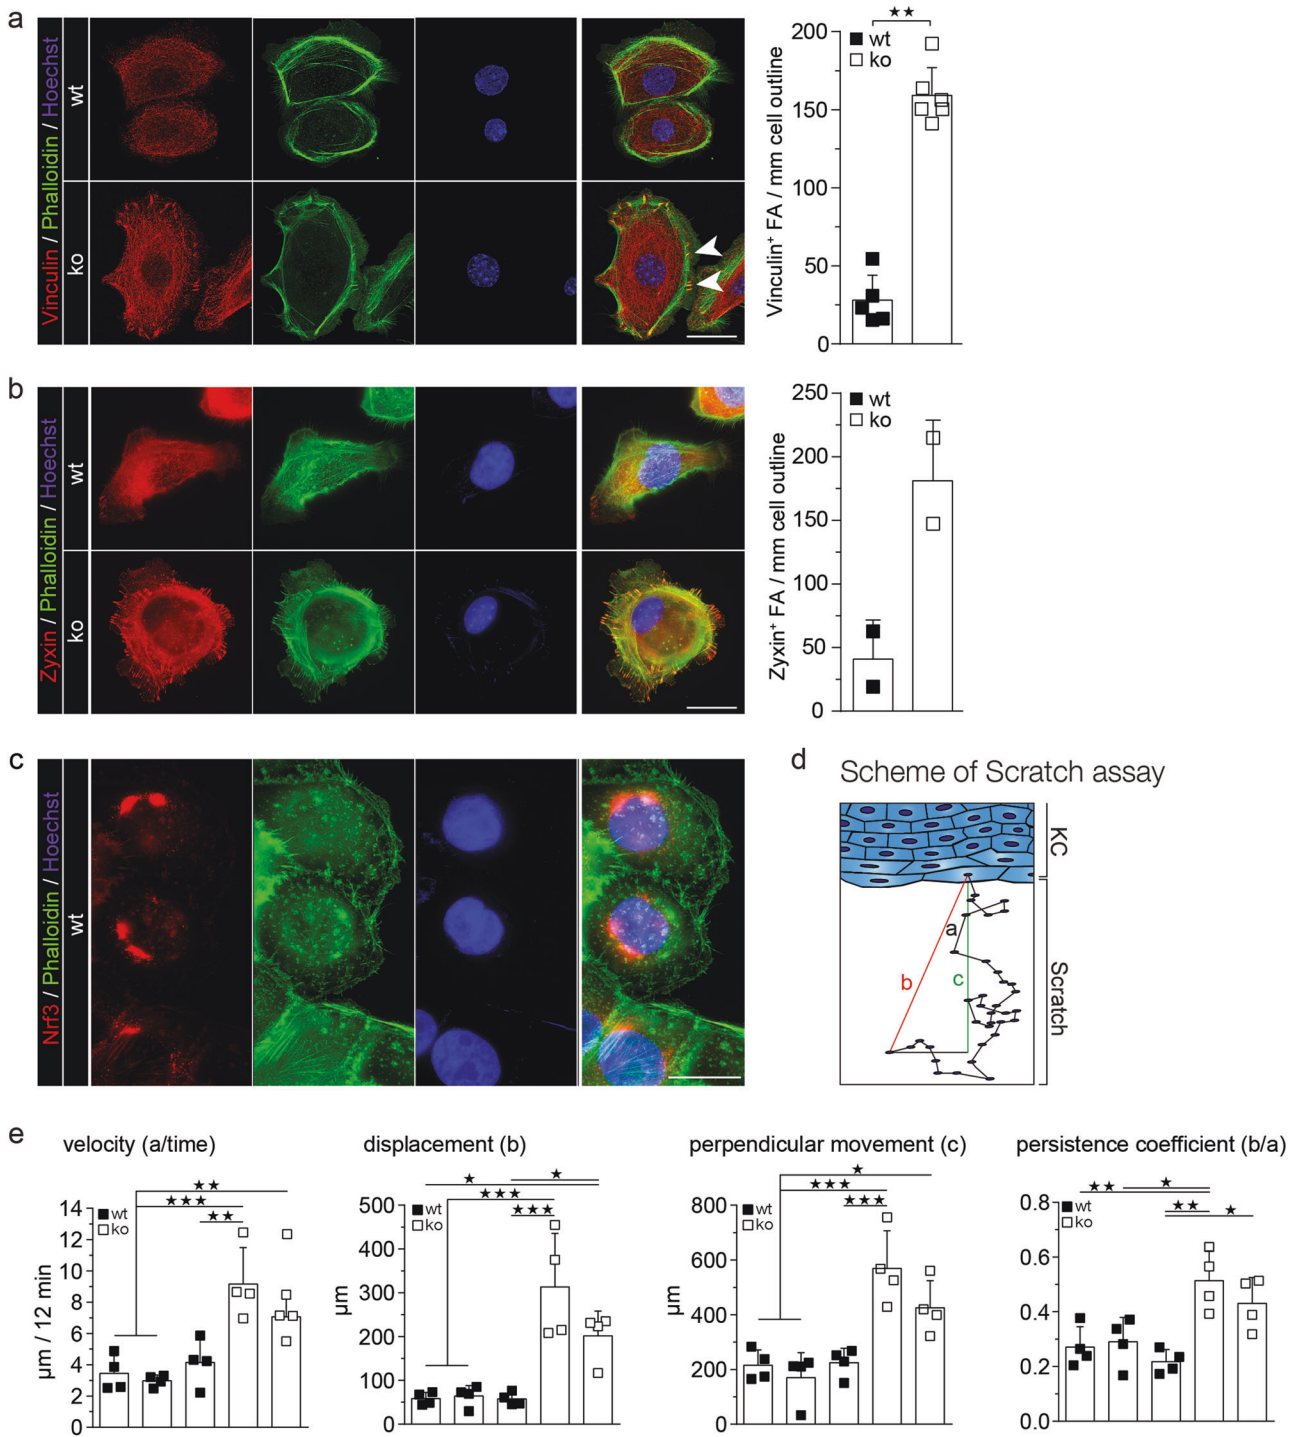 a
Vinculin / Phalloidin / Hoechst
wt
ko
★★
wt
ko
Vinculin⁺ FA / mm cell outline
200
150
100
50
0
b
Zyxin / Phalloidin / Hoechst
wt
ko
wt
ko
Zyxin⁺ FA / mm cell outline
250
200
150
100
50
0
c
Nrf3 / Phalloidin / Hoechst
wt
d
Scheme of Scratch assay
KC
Scratch
a
b
c
e
velocity (a/time)
★★
★★★
★★
wt
ko
µm / 12 min
14
12
10
8
6
4
2
0
displacement (b)
★ ★
★★★
★★★
wt
ko
µm
500
400
300
200
100
0
perpendicular movement (c)
★
★★★
★★★
wt
ko
µm
800
600
400
200
0
persistence coefficient (b/a)
★★ ★
★★ ★
wt
ko
0.8
0.6
0.4
0.2
0.0